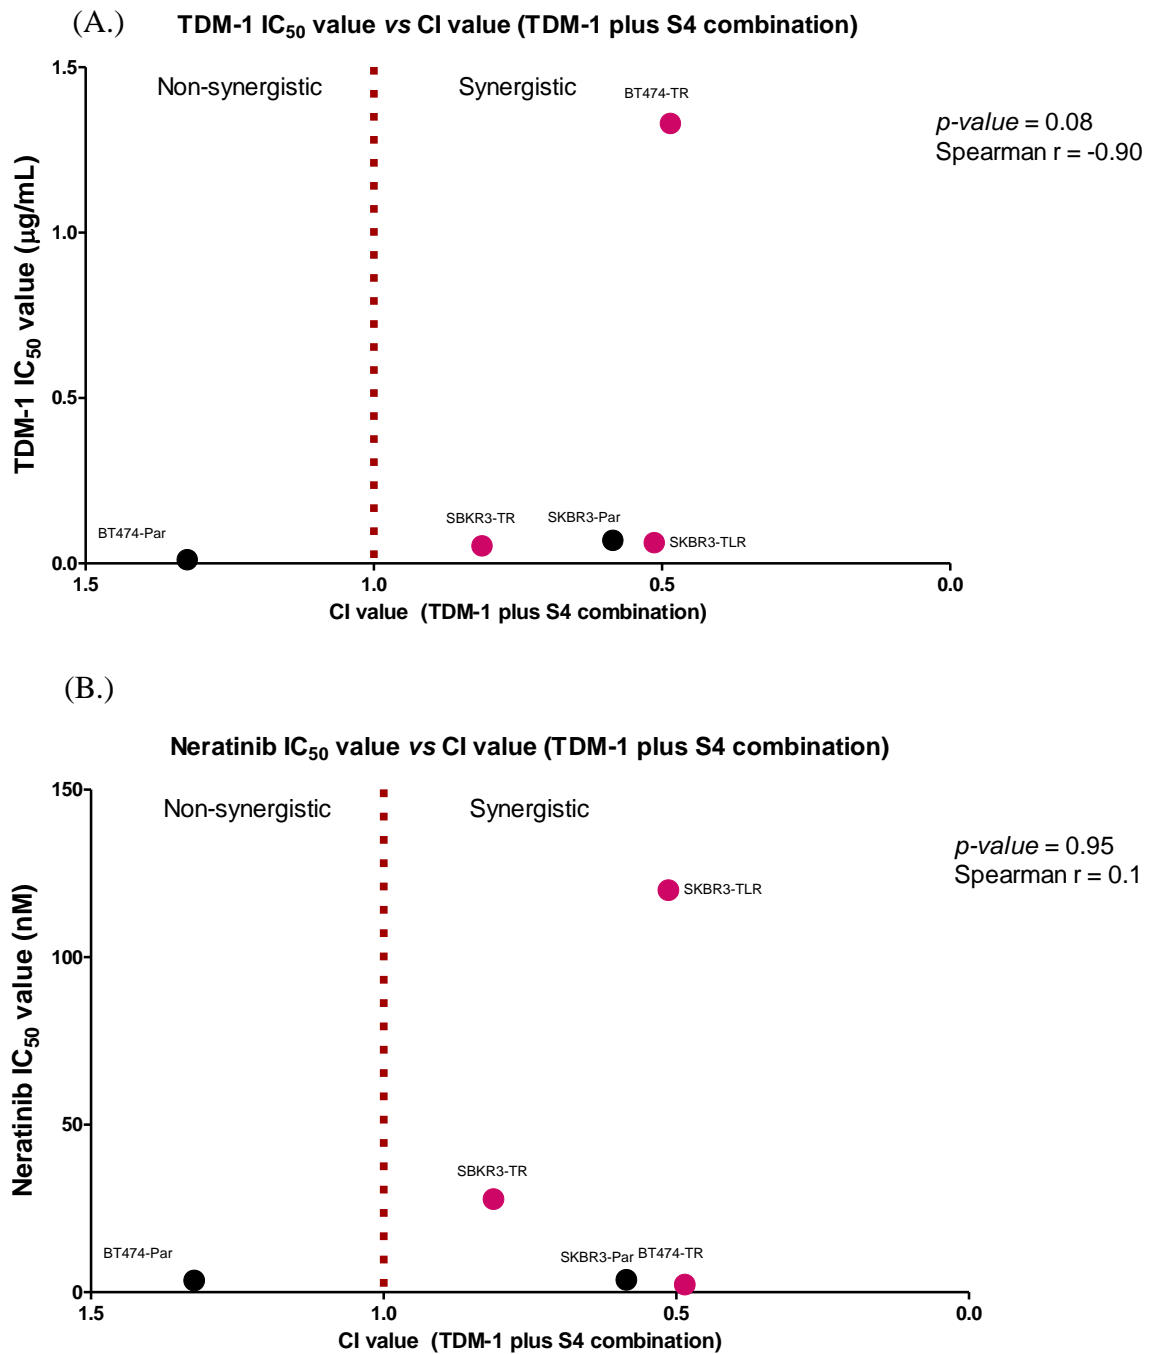 (A.)
TDM-1 IC50 value vs CI value (TDM-1 plus S4 combination)
1.5
Non-synergistic
Synergistic
BT474-TR
p-value = 0.08
Spearman r = -0.90
1.0
TDM-1 IC50 value (µg/mL)
0.5
BT474-Par
SBKR3-TR
SKBR3-Par
SKBR3-TLR
0.0
1.5
1.0
0.5
0.0
CI value (TDM-1 plus S4 combination)
(B.)
Neratinib IC50 value vs CI value (TDM-1 plus S4 combination)
150
Non-synergistic
Synergistic
p-value = 0.95
Spearman r = 0.1
SKBR3-TLR
100
Neratinib IC50 value (nM)
50
SBKR3-TR
BT474-Par
SKBR3-Par
BT474-TR
0
1.5
1.0
0.5
0.0
CI value (TDM-1 plus S4 combination)